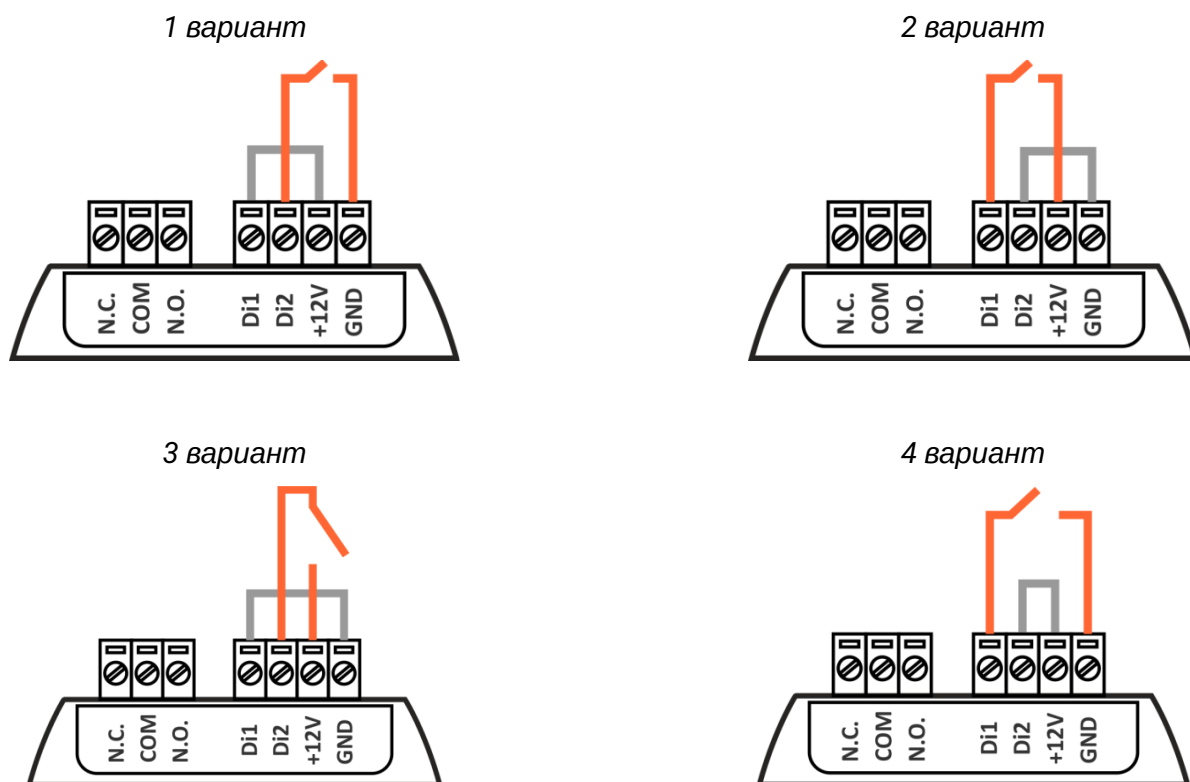 1 вариант
N.C. COM N.O. Di1 Di2 +12V GND
2 вариант
N.C. COM N.O. Di1 Di2 +12V GND
3 вариант
N.C. COM N.O. Di1 Di2 +12V GND
4 вариант
N.C. COM N.O. Di1 Di2 +12V GND